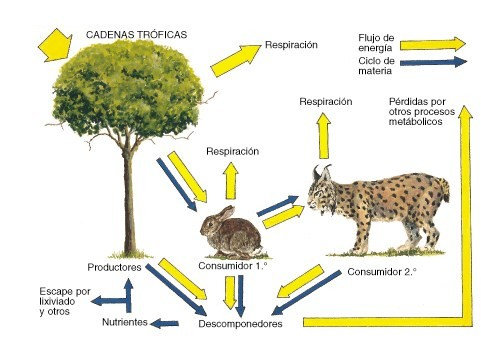 CADENAS TRÓFICAS
Respiración
Flujo de
energía
Ciclo de
materia
Respiración
Pérdidas por
otros procesos
metábolicos
Respiración
Productores
Consumidor 1.°
Consumidor 2.°
Escape por
lixiviado
y otros
Nutrientes
Descomponedores